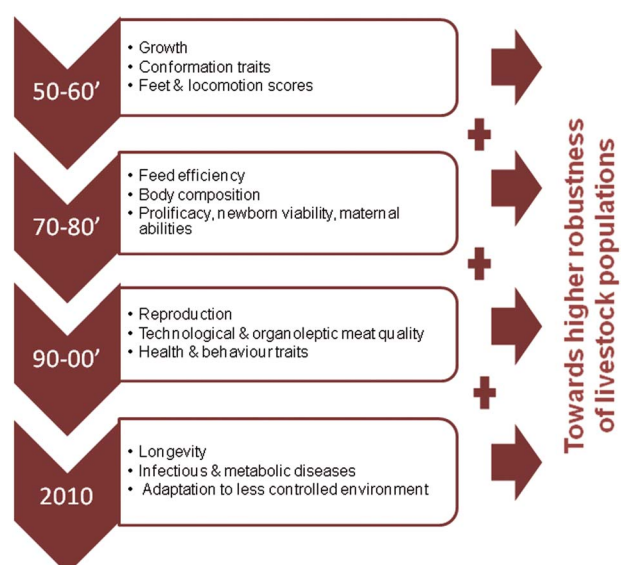 50-60’
• Growth
• Conformation traits
• Feet & locomotion scores
70-80’
• Feed efficiency
• Body composition
• Prolificacy, newborn viability, maternal
abilities
90-00’
• Reproduction
• Technological & organoleptic meat quality
• Health & behaviour traits
2010
• Longevity
• Infectious & metabolic diseases
• Adaptation to less controlled environment
Towards higher robustness
of livestock populations